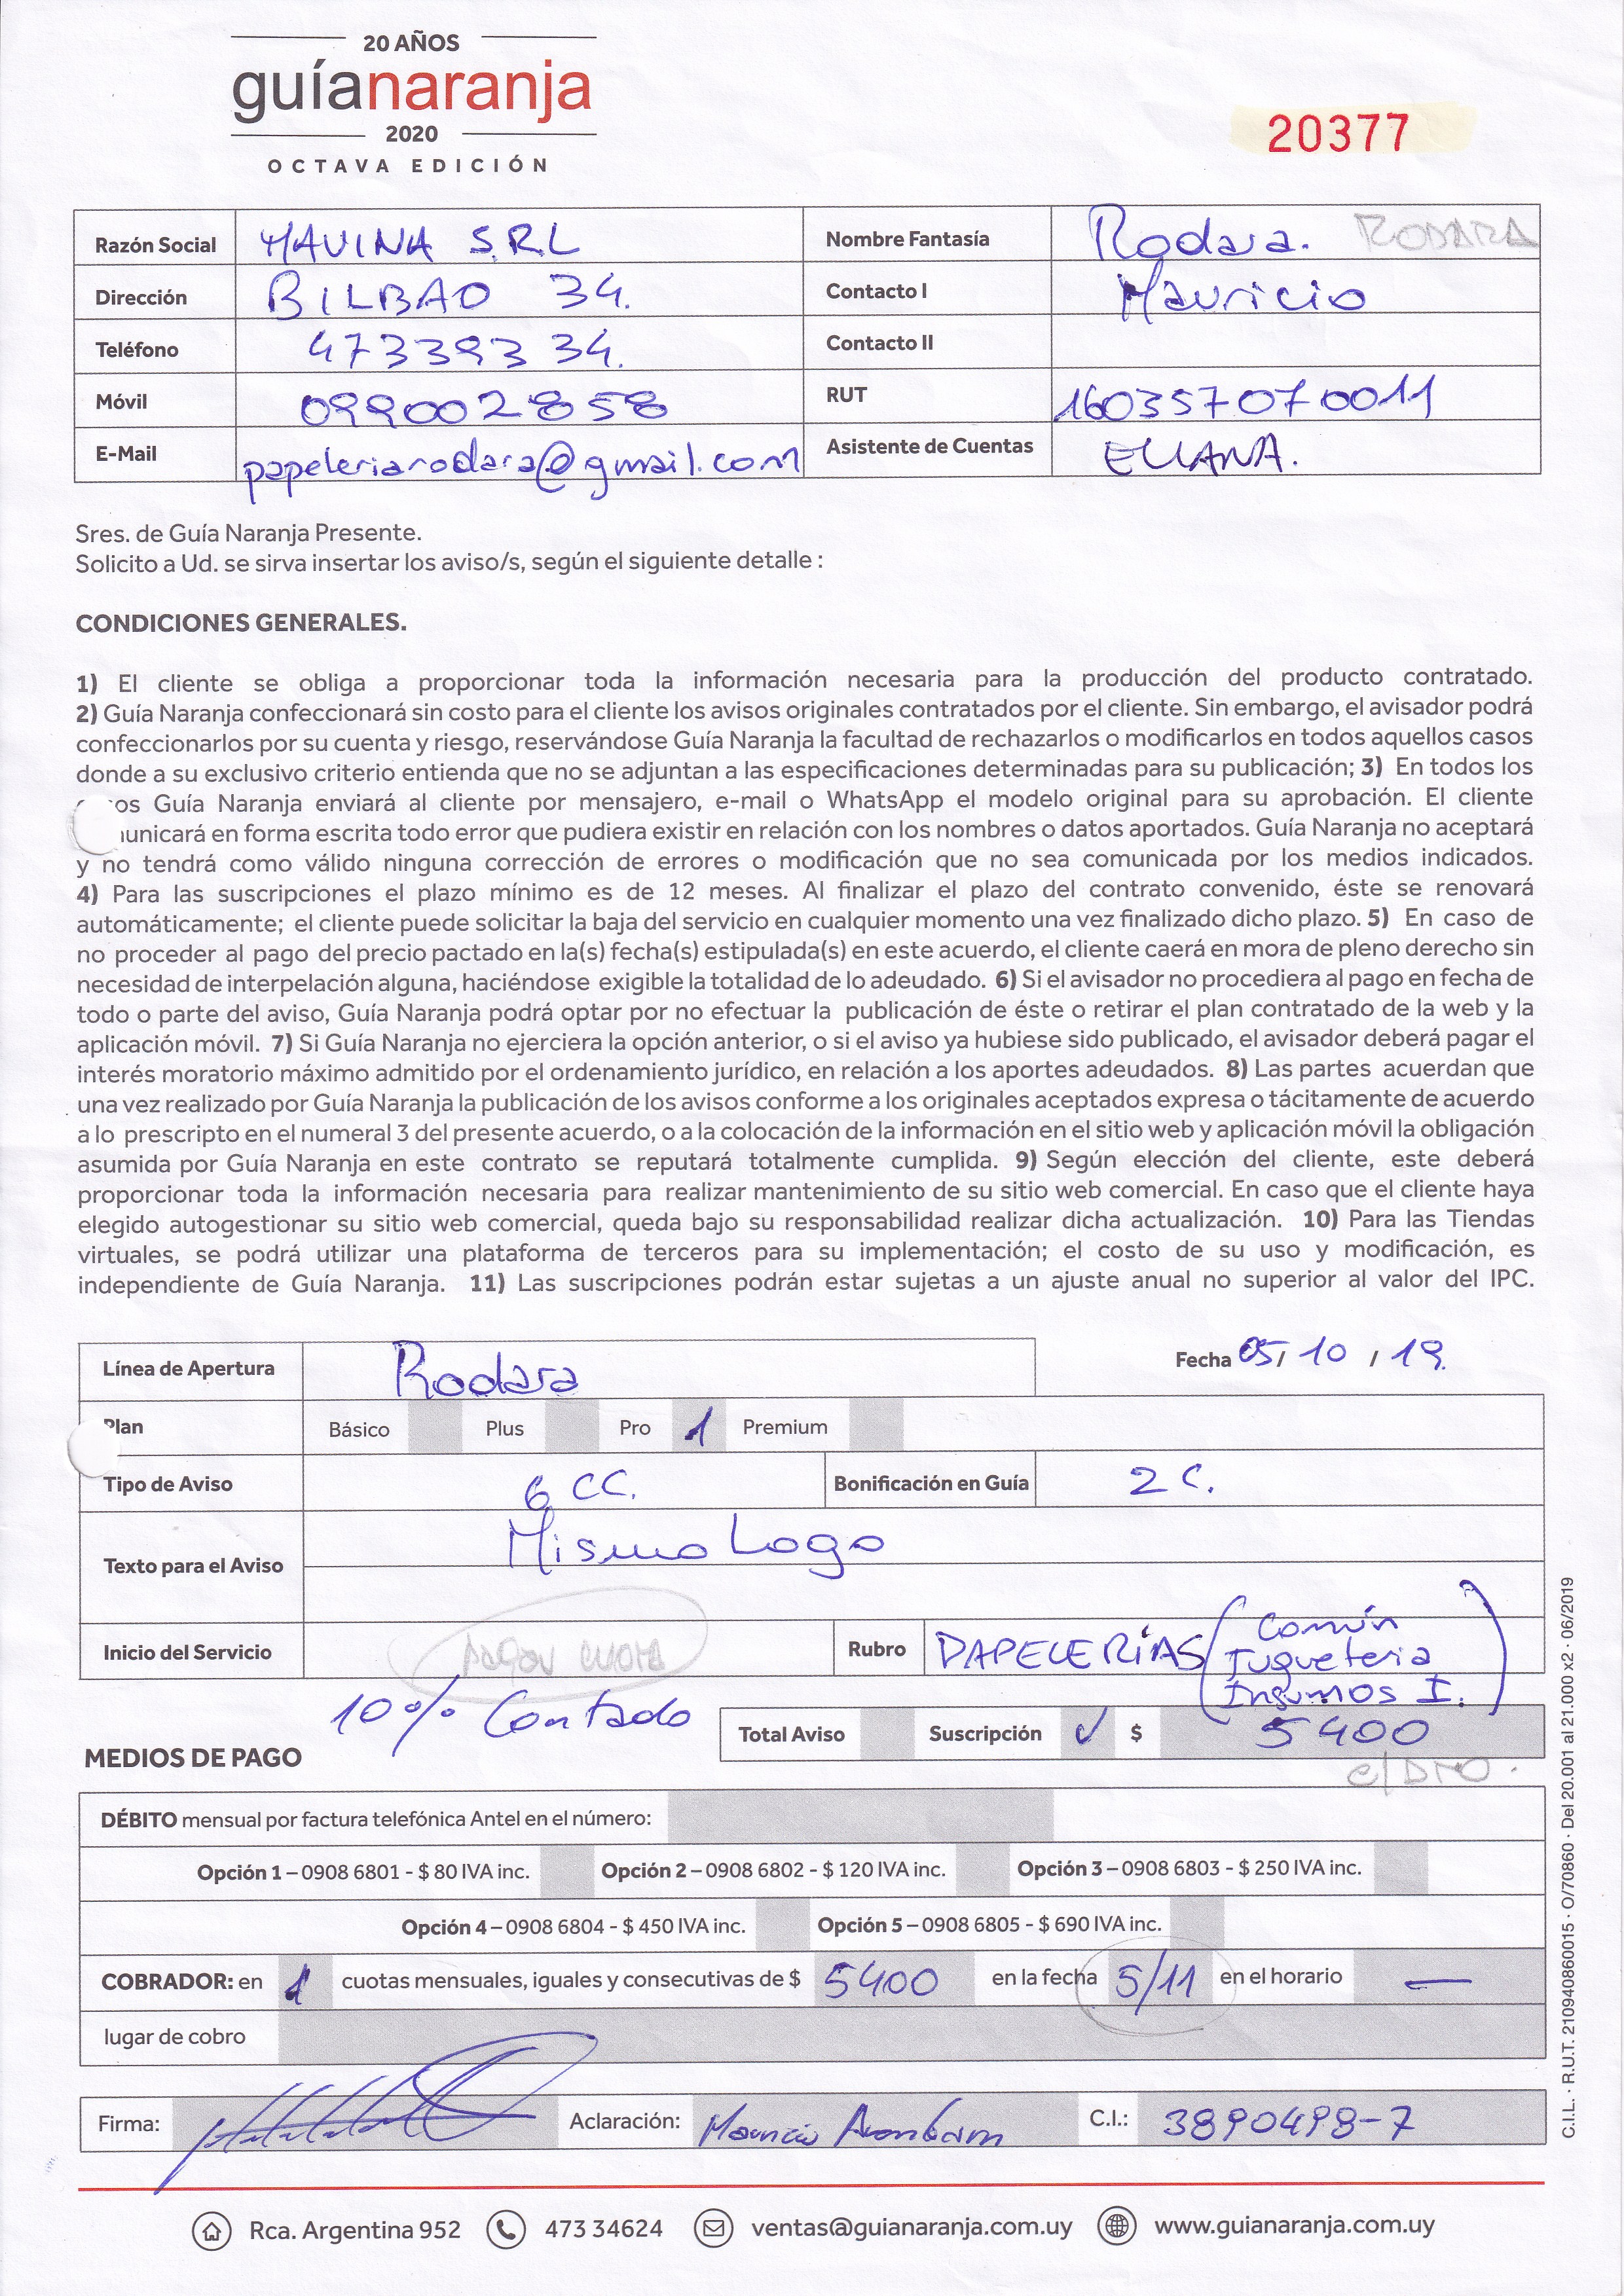 20 AÑOS
guíanaranja
2020
OCTAVA EDICIÓN
20377
Razón Social MAVINA S.R.L Nombre Fantasía Rodara. RODARA
Dirección BILBAO 34. Contacto I Mauricio
Teléfono 473393 34. Contacto II
Móvil 099002858 RUT 160357070011
E-Mail papeleriarodara@gmail.com Asistente de Cuentas ELIANA.
Sres. de Guía Naranja Presente.
Solicito a Ud. se sirva insertar los aviso/s, según el siguiente detalle :
CONDICIONES GENERALES.
1) El cliente se obliga a proporcionar toda la información necesaria para la producción del producto contratado.
2) Guía Naranja confeccionará sin costo para el cliente los avisos originales contratados por el cliente. Sin embargo, el avisador podrá
confeccionarlos por su cuenta y riesgo, reservándose Guía Naranja la facultad de rechazarlos o modificarlos en todos aquellos casos
donde a su exclusivo criterio entienda que no se adjuntan a las especificaciones determinadas para su publicación; 3) En todos los
os Guía Naranja enviará al cliente por mensajero, e-mail o WhatsApp el modelo original para su aprobación. El cliente
unicará en forma escrita todo error que pudiera existir en relación con los nombres o datos aportados. Guía Naranja no aceptará
y no tendrá como válido ninguna corrección de errores o modificación que no sea comunicada por los medios indicados.
4) Para las suscripciones el plazo mínimo es de 12 meses. Al finalizar el plazo del contrato convenido, éste se renovará
automáticamente; el cliente puede solicitar la baja del servicio en cualquier momento una vez finalizado dicho plazo. 5) En caso de
no proceder al pago del precio pactado en la(s) fecha(s) estipulada(s) en este acuerdo, el cliente caerá en mora de pleno derecho sin
necesidad de interpelación alguna, haciéndose exigible la totalidad de lo adeudado. 6) Si el avisador no procediera al pago en fecha de
todo o parte del aviso, Guía Naranja podrá optar por no efectuar la publicación de éste o retirar el plan contratado de la web y la
aplicación móvil. 7) Si Guía Naranja no ejerciera la opción anterior, o si el aviso ya hubiese sido publicado, el avisador deberá pagar el
interés moratorio máximo admitido por el ordenamiento jurídico, en relación a los aportes adeudados. 8) Las partes acuerdan que
una vez realizado por Guía Naranja la publicación de los avisos conforme a los originales aceptados expresa o tácitamente de acuerdo
a lo prescripto en el numeral 3 del presente acuerdo, o a la colocación de la información en el sitio web y aplicación móvil la obligación
asumida por Guía Naranja en este contrato se reputará totalmente cumplida. 9) Según elección del cliente, este deberá
proporcionar toda la información necesaria para realizar mantenimiento de su sitio web comercial. En caso que el cliente haya
elegido autogestionar su sitio web comercial, queda bajo su responsabilidad realizar dicha actualización. 10) Para las Tiendas
virtuales, se podrá utilizar una plataforma de terceros para su implementación; el costo de su uso y modificación, es
independiente de Guía Naranja. 11) Las suscripciones podrán estar sujetas a un ajuste anual no superior al valor del IPC.
Línea de Apertura Rodara Fecha 05/ 10 / 19.
Plan Básico Plus Pro 1 Premium
Tipo de Aviso 6 CC. Bonificación en Guía 2 C.
Texto para el Aviso Mismo Logo
Inicio del Servicio Rubro PAPELERÍAS (Común
Jugueteria
Insumos I.)
10% Contado
Total Aviso Suscripción ✓ $ 5400
MEDIOS DE PAGO
c/DTO.
DÉBITO mensual por factura telefónica Antel en el número:
Opción 1 – 0908 6801 - $ 80 IVA inc. Opción 2 – 0908 6802 - $ 120 IVA inc. Opción 3 – 0908 6803 - $ 250 IVA inc.
Opción 4 – 0908 6804 - $ 450 IVA inc. Opción 5 – 0908 6805 - $ 690 IVA inc.
COBRADOR: en 1 cuotas mensuales, iguales y consecutivas de $ 5400 en la fecha 5/11 en el horario —
lugar de cobro
Firma: Aclaración: Mauricio C.I.: 3890498-7
Rca. Argentina 952 473 34624 ventas@guianaranja.com.uy www.guianaranja.com.uy
C.I.L. · R.U.T. 210940860015 · O/70860 · Del 20.001 al 21.000 x2 · 06/2019